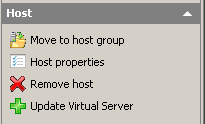 Host
Move to host group
Host properties
Remove host
Update Virtual Server